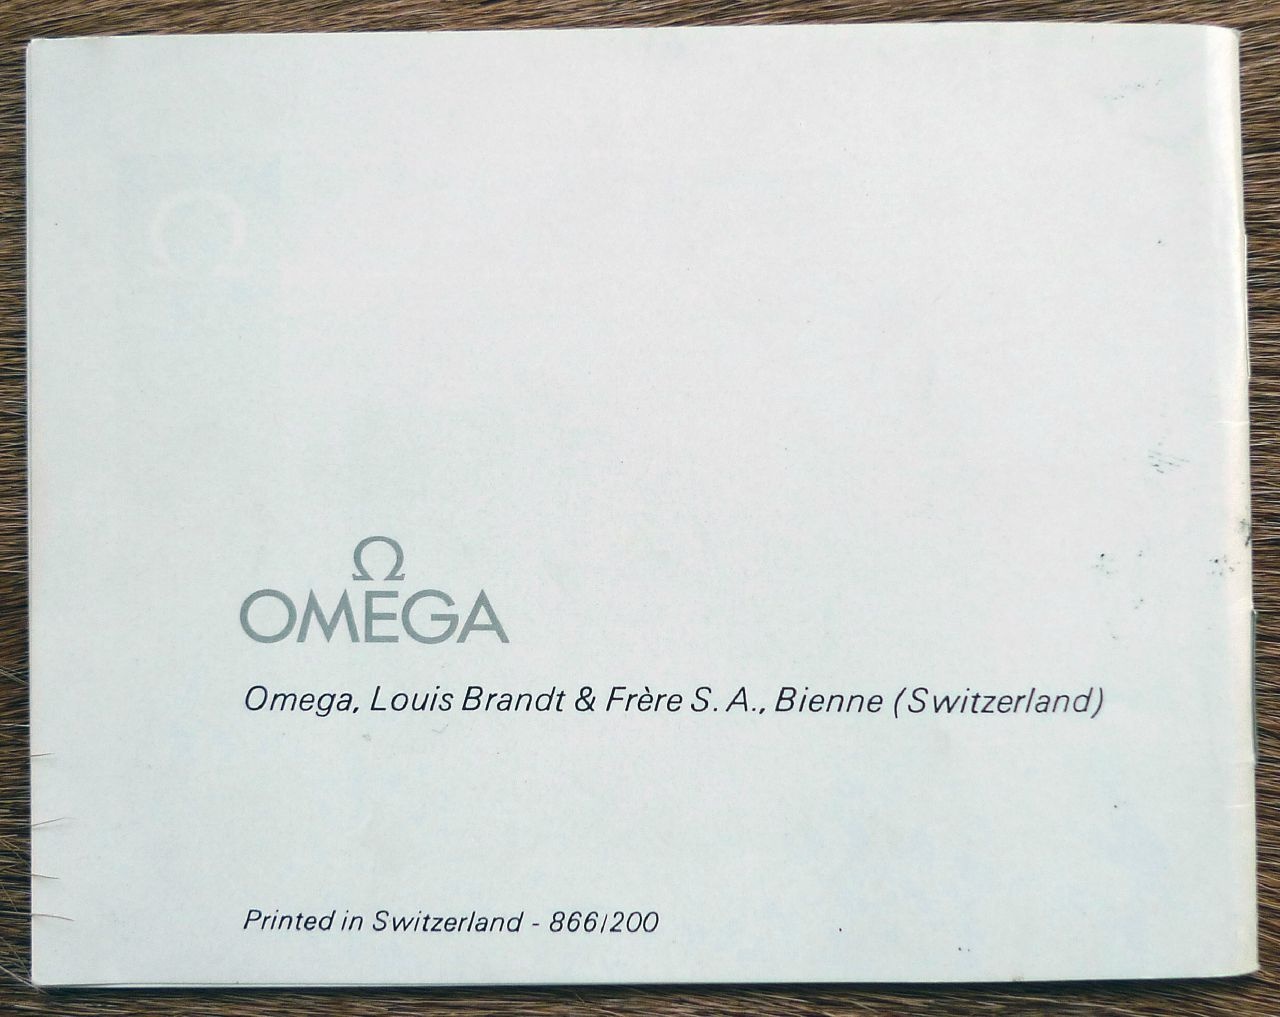 Ω
OMEGA
Omega, Louis Brandt & Frère S. A., Bienne (Switzerland)
Printed in Switzerland - 866/200